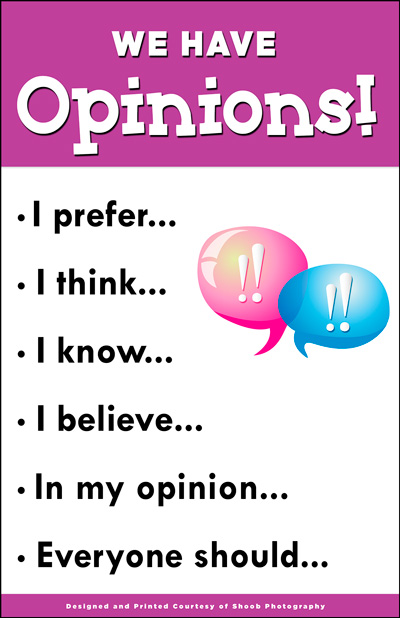 WE HAVE
Opinions!
• I prefer...
• I think...
• I know...
• I believe...
• In my opinion...
• Everyone should...
!! !!
Designed and Printed Courtesy of Shoob Photography